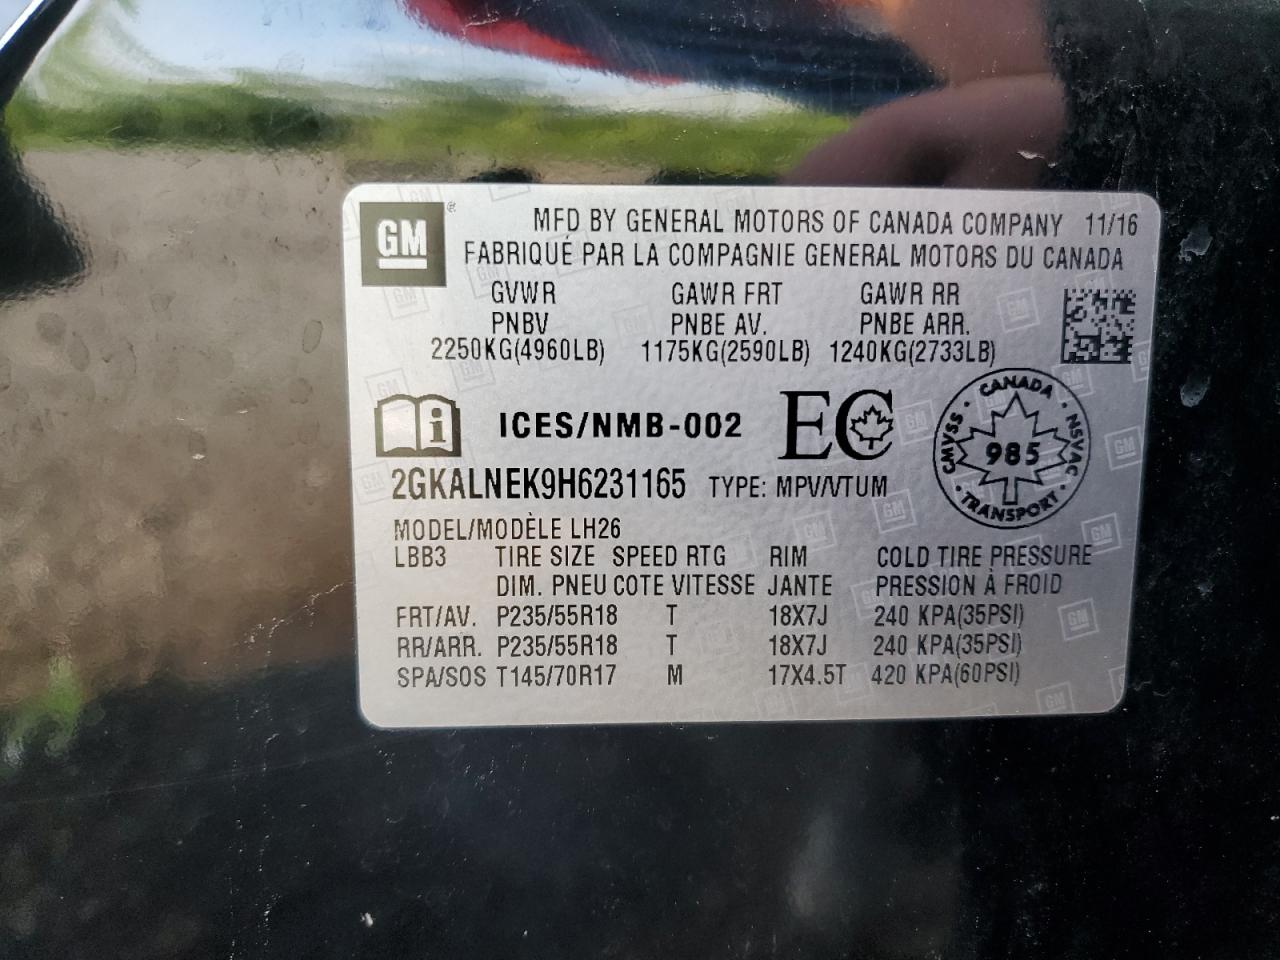 GM
MFD BY GENERAL MOTORS OF CANADA COMPANY 11/16
FABRIQUÉ PAR LA COMPAGNIE GENERAL MOTORS DU CANADA
GVWR GAWR FRT GAWR RR
PNBV PNBE AV. PNBE ARR.
2250KG(4960LB) 1175KG(2590LB) 1240KG(2733LB)
i ICES/NMB-002 EC
CANADA
CMVSS • 985 • NSVAC
TRANSPORT
2GKALNEK9H6231165 TYPE: MPV/VTUM
MODEL/MODÈLE LH26
LBB3 TIRE SIZE SPEED RTG RIM COLD TIRE PRESSURE
DIM. PNEU COTE VITESSE JANTE PRESSION À FROID
FRT/AV. P235/55R18 T 18X7J 240 KPA(35PSI)
RR/ARR. P235/55R18 T 18X7J 240 KPA(35PSI)
SPA/SOS T145/70R17 M 17X4.5T 420 KPA(60PSI)